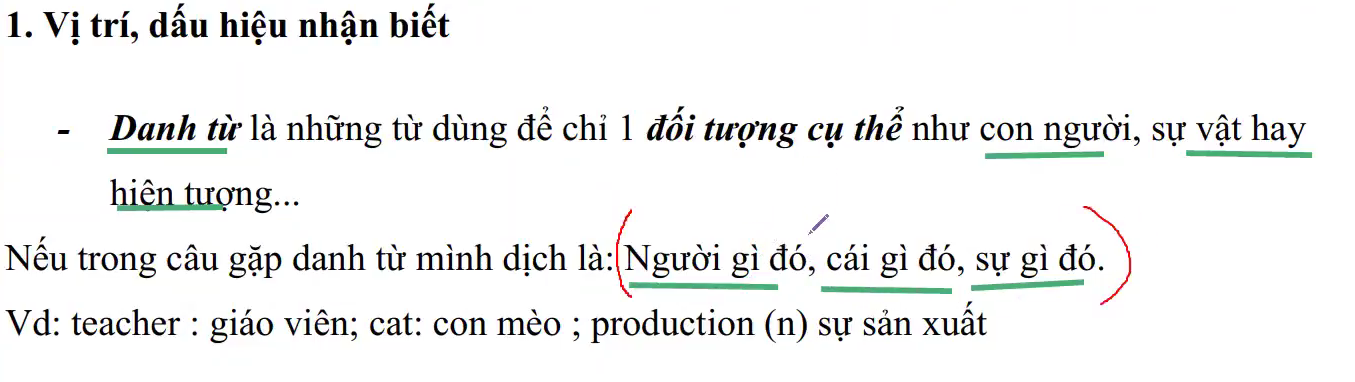 1. Vị trí, dấu hiệu nhận biết
- Danh từ là những từ dùng để chỉ 1 đối tượng cụ thể như con người, sự vật hay
hiện tượng...
Nếu trong câu gặp danh từ mình dịch là: Người gì đó, cái gì đó, sự gì đó.
Vd: teacher : giáo viên; cat: con mèo ; production (n) sự sản xuất